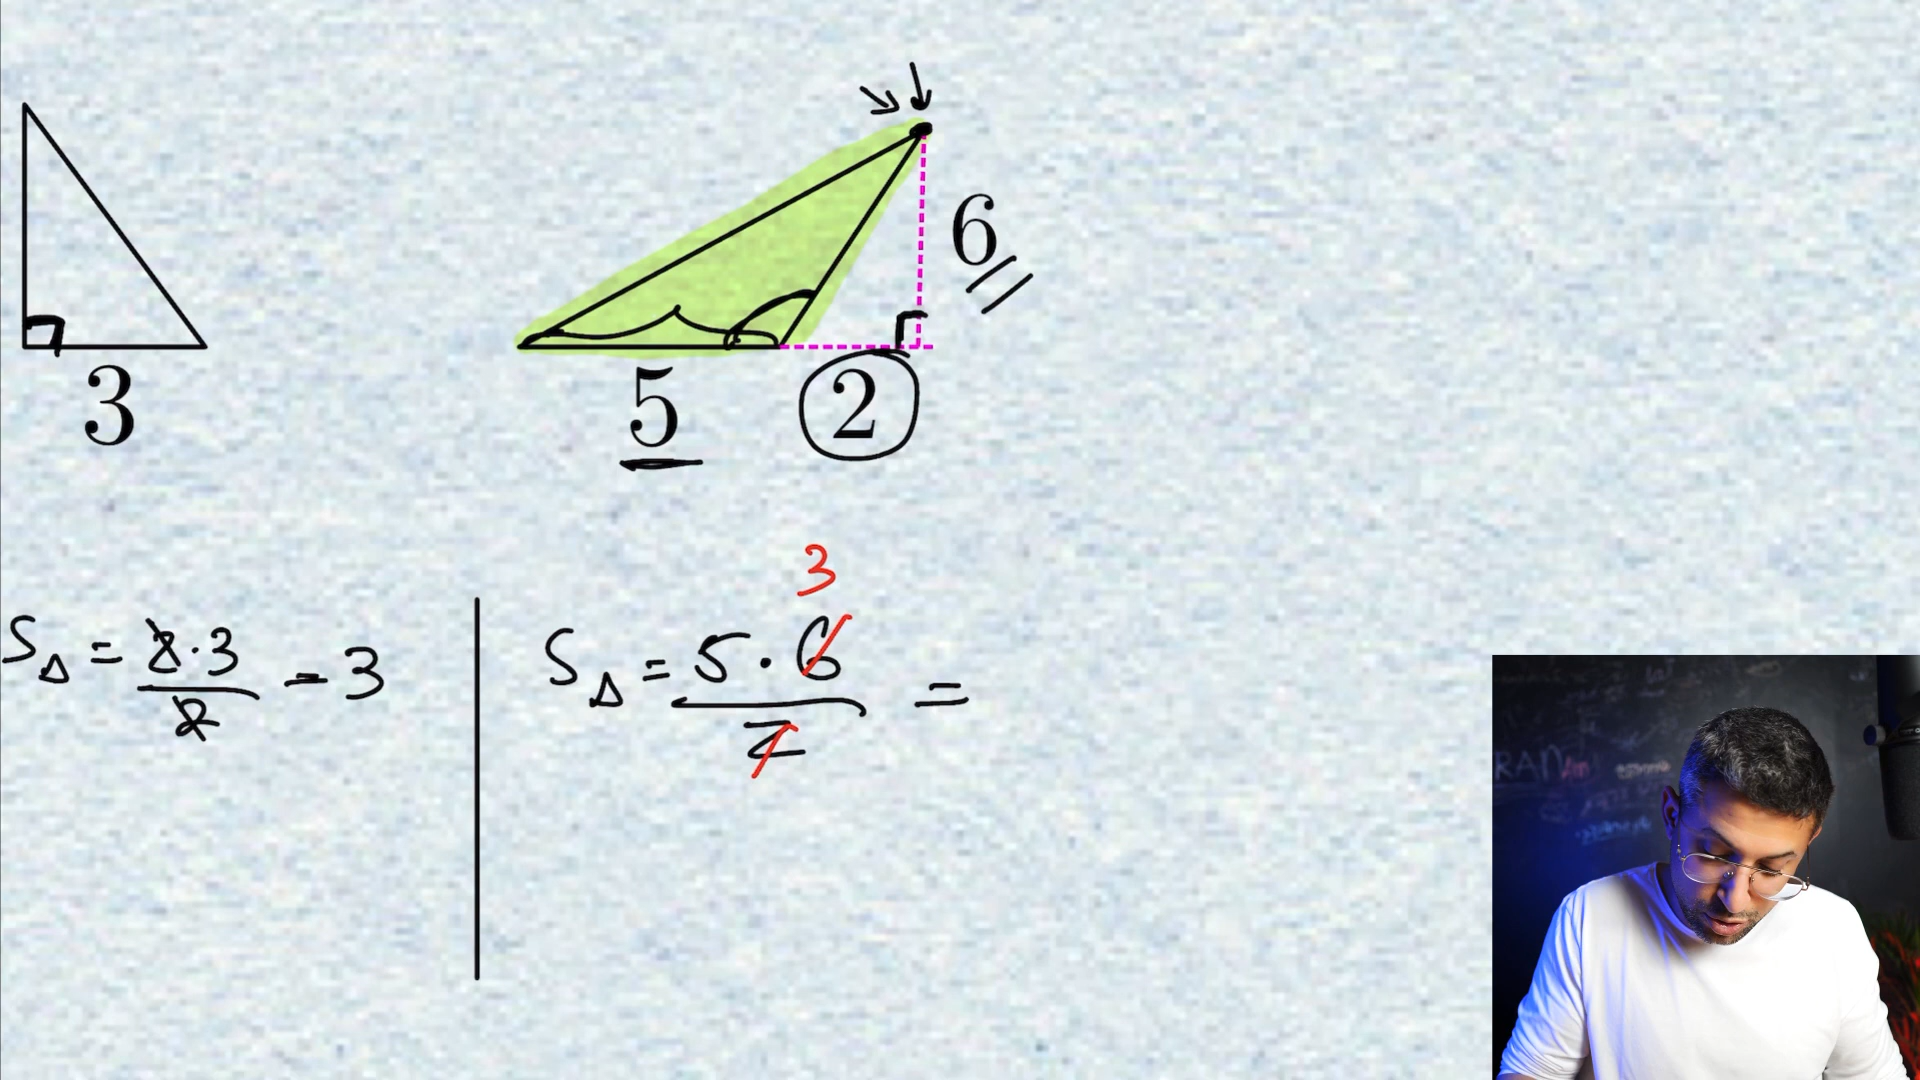 6
3
5 2
3
S△ = 2·3/2 = 3
S△ = 5·6/2 =